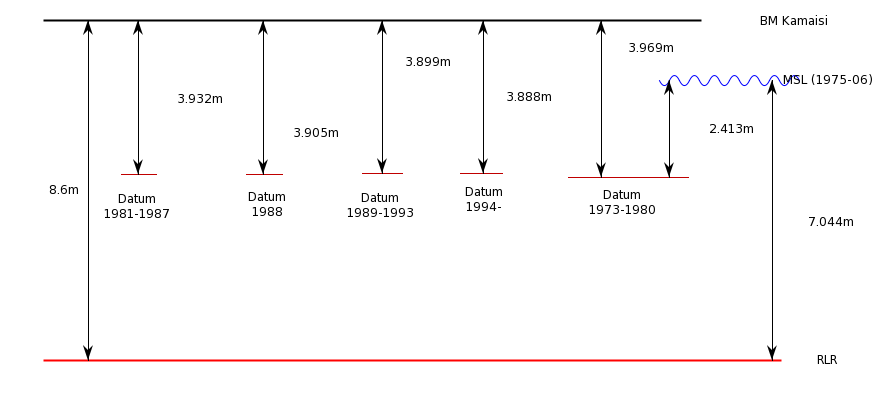 BM Kamaisi
3.969m
3.899m
MSL (1975-06)
3.932m
3.888m
3.905m
2.413m
8.6m
Datum
1981-1987
Datum
1988
Datum
1989-1993
Datum
1994-
Datum
1973-1980
7.044m
RLR